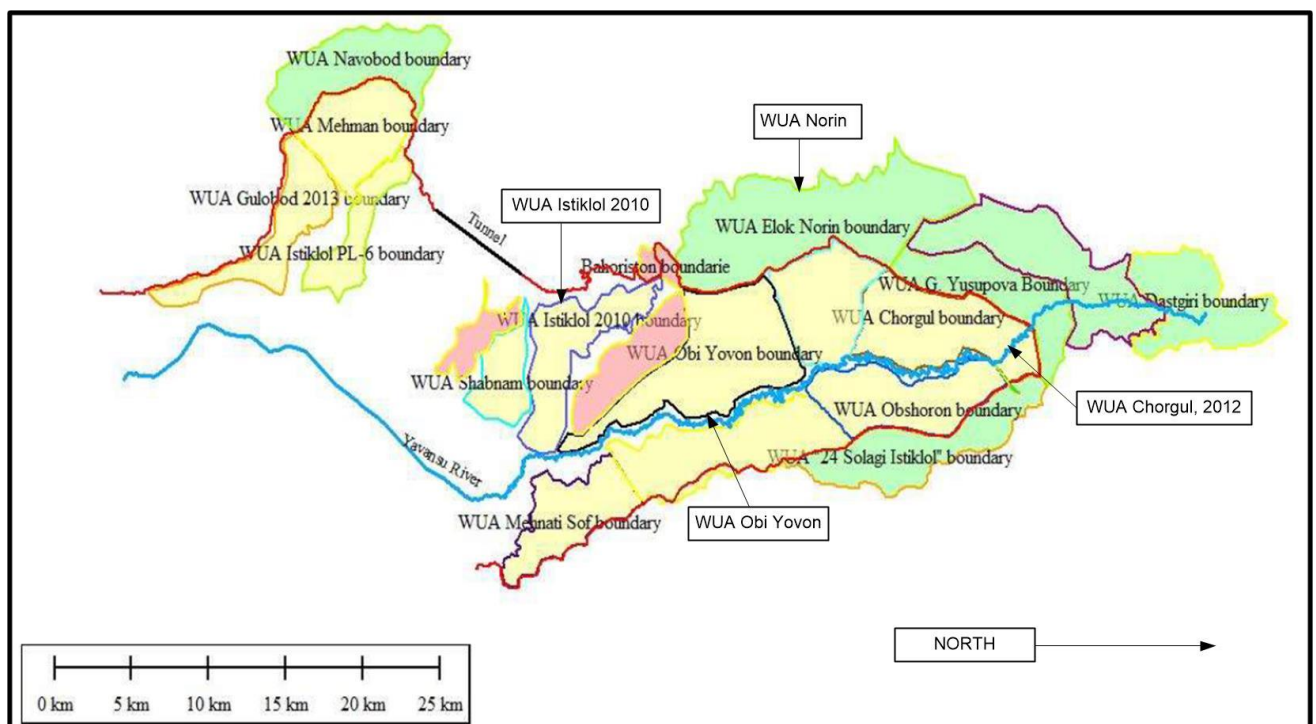 WUA Navobod boundary
WUA Norin
WUA Mehman boundary
WUA Gulobod 2013 boundary
WUA Istiklol 2010
Tunnel
WUA Elok Norin boundary
WUA Istiklol PL-6 boundary
Bahoriston boundarie
WUA G. Yusupova Boundary
WUA Dastgiri boundary
WUA Istiklol 2010 boundary
WUA Chorgul boundary
WUA Obi Yovon boundary
WUA Shabnam boundary
WUA Chorgul, 2012
WUA Obshoron boundary
Yavansu River
WUA "24 Solagi Istiklol" boundary
WUA Mehnati Sof boundary
WUA Obi Yovon
NORTH
0 km 5 km 10 km 15 km 20 km 25 km